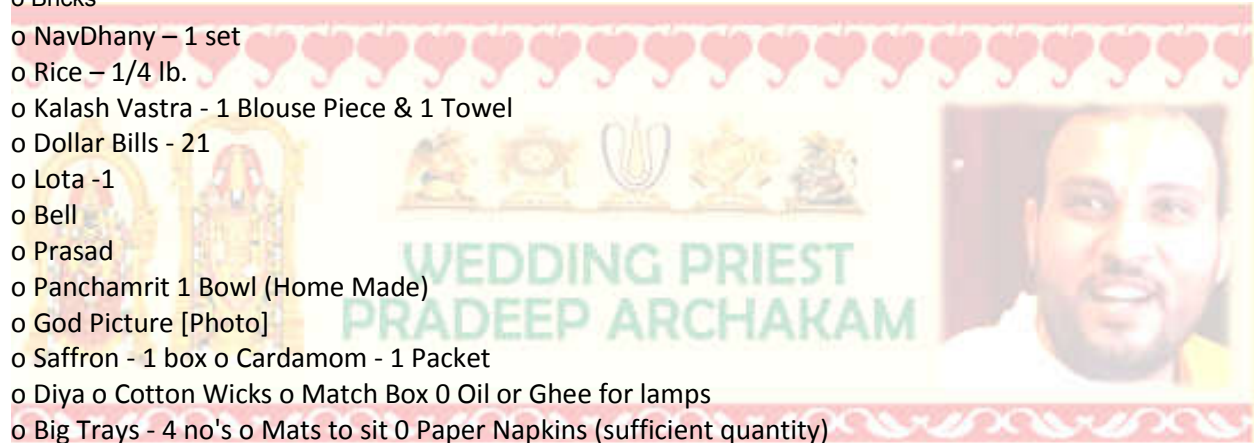 o Bricks
o NavDhany – 1 set
o Rice – 1/4 lb.
o Kalash Vastra - 1 Blouse Piece & 1 Towel
o Dollar Bills - 21
o Lota -1
o Bell
o Prasad
o Panchamrit 1 Bowl (Home Made)
o God Picture [Photo]
o Saffron - 1 box o Cardamom - 1 Packet
o Diya o Cotton Wicks o Match Box 0 Oil or Ghee for lamps
o Big Trays - 4 no's o Mats to sit 0 Paper Napkins (sufficient quantity)
WEDDING PRIEST
PRADEEP ARCHAKAM